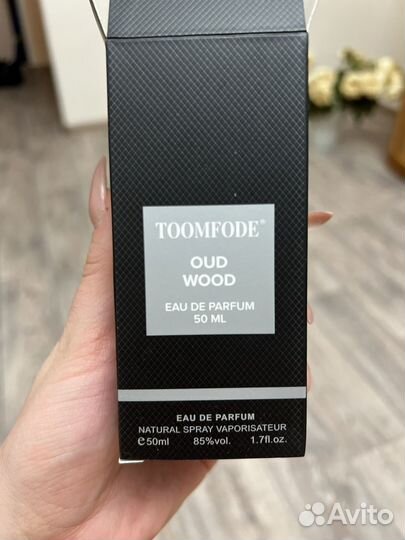 TOOMFODE®
OUD
WOOD
EAU DE PARFUM
50 ML
EAU DE PARFUM
NATURAL SPRAY VAPORISATEUR
℮50ml 85%vol. 1.7fl.oz.
Avito